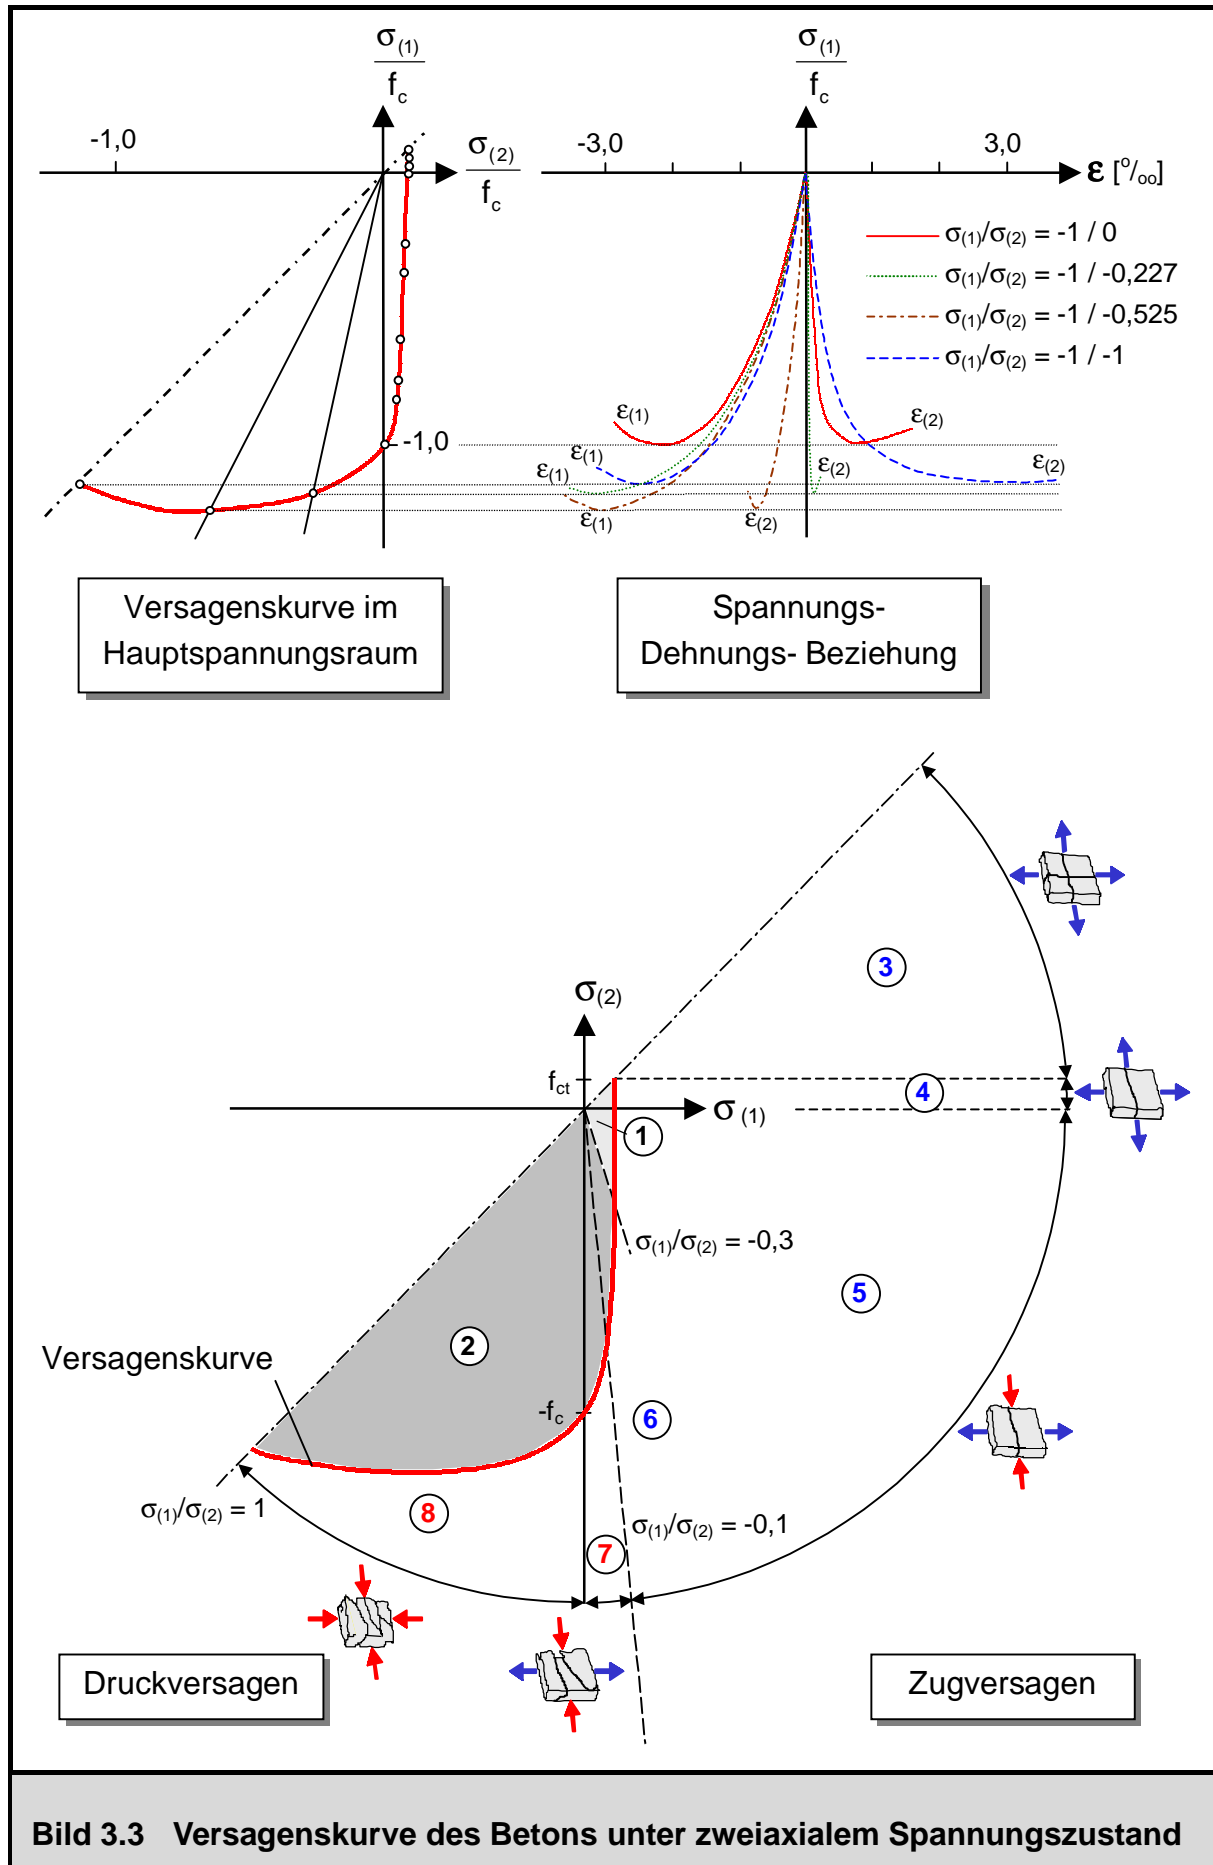 σ(1)
fc
σ(1)
fc
-1,0
σ(2)
fc
-3,0
3,0
ε [o/oo]
σ(1)/σ(2) = -1 / 0
σ(1)/σ(2) = -1 / -0,227
σ(1)/σ(2) = -1 / -0,525
σ(1)/σ(2) = -1 / -1
-1,0
ε(1)
ε(2)
ε(1)
ε(1)
ε(2)
ε(2)
ε(1)
ε(2)
Versagenskurve im
Hauptspannungsraum
Spannungs-
Dehnungs- Beziehung
3
σ(2)
fct
4
σ (1)
1
σ(1)/σ(2) = -0,3
5
2
Versagenskurve
-fc
6
σ(1)/σ(2) = 1
8
σ(1)/σ(2) = -0,1
7
Druckversagen
Zugversagen
Bild 3.3 Versagenskurve des Betons unter zweiaxialem Spannungszustand